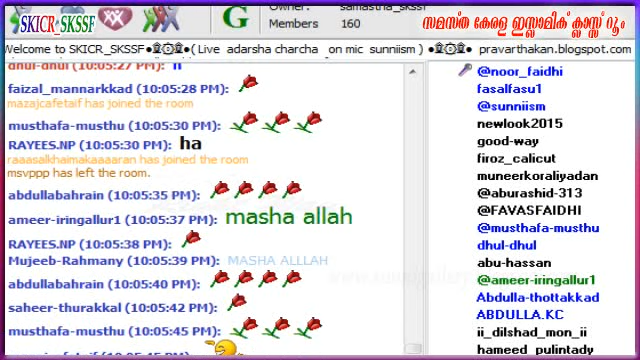 SKICR_SKSSF
G
Owner: samastha_skssf
Members 160
സമസ്ത കേരള ഇസ്ലാമിക് ക്ലാസ്സ് റൂം
Welcome to SKICR_SKSSF●۩۞۩●( Live adarsha charcha on mic sunniism ) ●۩۞۩● pravarthakan.blogspot.com
dhul-dhul (10:05:27 PM): n
faizal_mannarkkad (10:05:28 PM):
mazajcafetaif has joined the room
musthafa-musthu (10:05:30 PM):
RAYEES.NP (10:05:30 PM): ha
raaasalkhaimakaaaaran has joined the room
msvppp has left the room.
abdullabahrain (10:05:35 PM):
ameer-iringallur1 (10:05:37 PM): masha allah
RAYEES.NP (10:05:38 PM):
Mujeeb-Rahmany (10:05:39 PM): MASHA ALLLAH
abdullabahrain (10:05:40 PM):
saheer-thurakkal (10:05:42 PM):
musthafa-musthu (10:05:45 PM):
@noor_faidhi
fasalfasu1
@sunniism
newlook2015
good-way
firoz_calicut
muneerkoraliyadan
@aburashid-313
@FAVASFAIDHI
@musthafa-musthu
dhul-dhul
abu-hassan
@ameer-iringallur1
Abdulla-thottakkad
ABDULLA.KC
ii_dilshad_mon_ii
hameed_pulintady